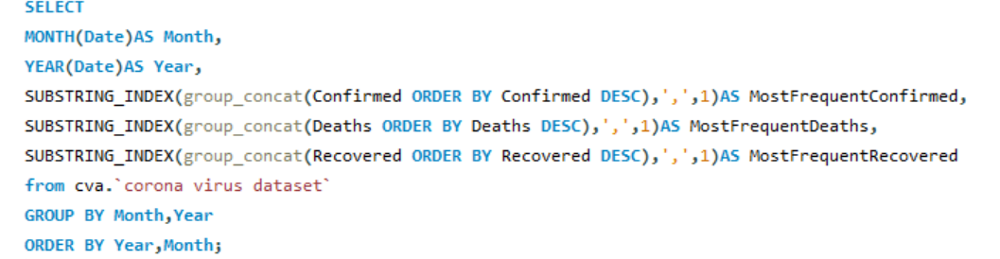 SELECT
MONTH(Date)AS Month,
YEAR(Date)AS Year,
SUBSTRING_INDEX(group_concat(Confirmed ORDER BY Confirmed DESC),',',1)AS MostFrequentConfirmed,
SUBSTRING_INDEX(group_concat(Deaths ORDER BY Deaths DESC),',',1)AS MostFrequentDeaths,
SUBSTRING_INDEX(group_concat(Recovered ORDER BY Recovered DESC),',',1)AS MostFrequentRecovered
from cva.`corona virus dataset`
GROUP BY Month,Year
ORDER BY Year,Month;